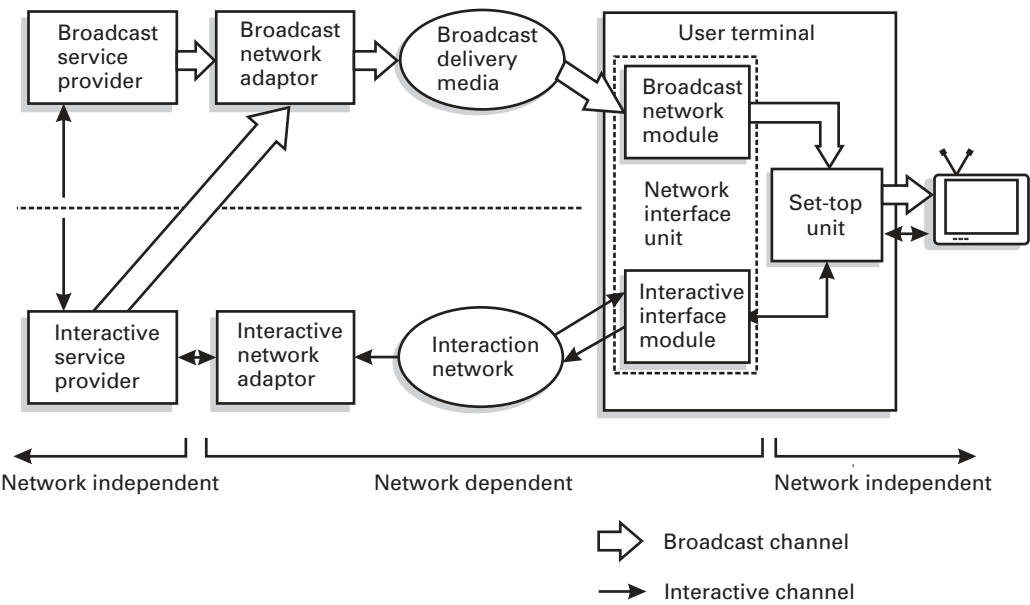 Broadcast
service
provider
Broadcast
network
adaptor
Broadcast
delivery
media
User terminal
Broadcast
network
module
Network
interface
unit
Set-top
unit
Interactive
service
provider
Interactive
network
adaptor
Interaction
network
Interactive
interface
module
Network independent
Network dependent
Network independent
Broadcast channel
Interactive channel